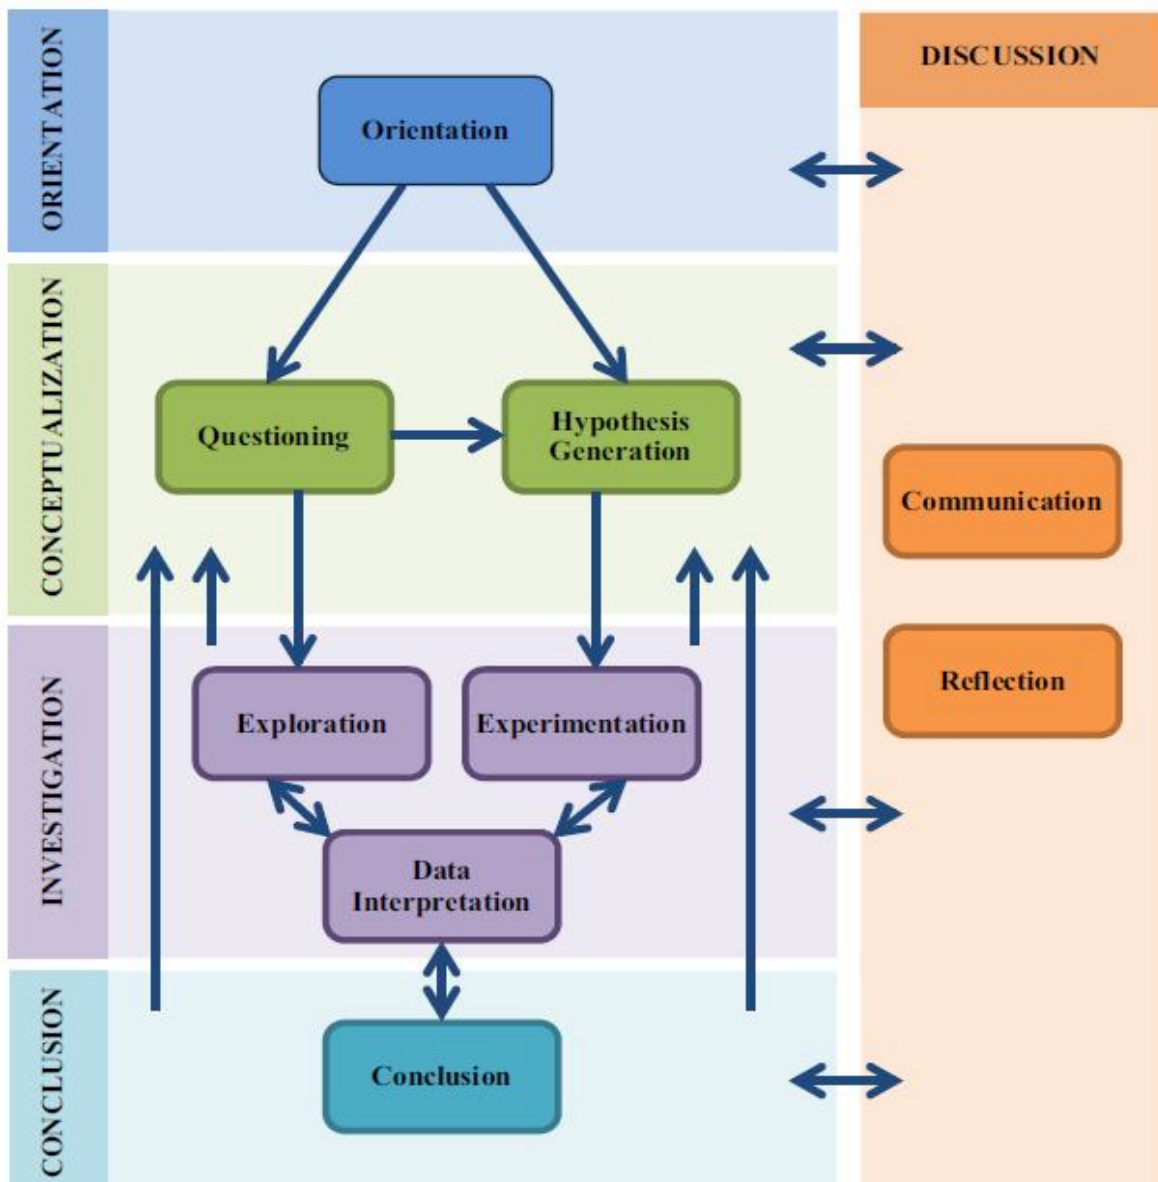 ORIENTATION
Orientation
CONCEPTUALIZATION
Questioning
Hypothesis
Generation
INVESTIGATION
Exploration
Experimentation
Data
Interpretation
CONCLUSION
Conclusion
DISCUSSION
Communication
Reflection